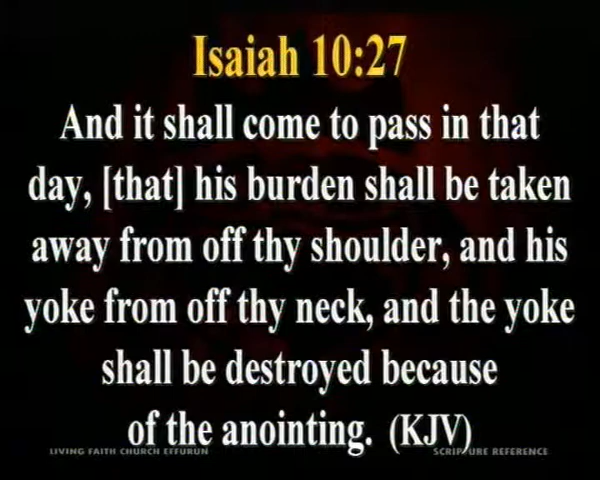 Isaiah 10:27
And it shall come to pass in that
day, [that] his burden shall be taken
away from off thy shoulder, and his
yoke from off thy neck, and the yoke
shall be destroyed because
of the anointing. (KJV)
LIVING FAITH CHURCH EFFURUN
SCRIPTURE REFERENCE